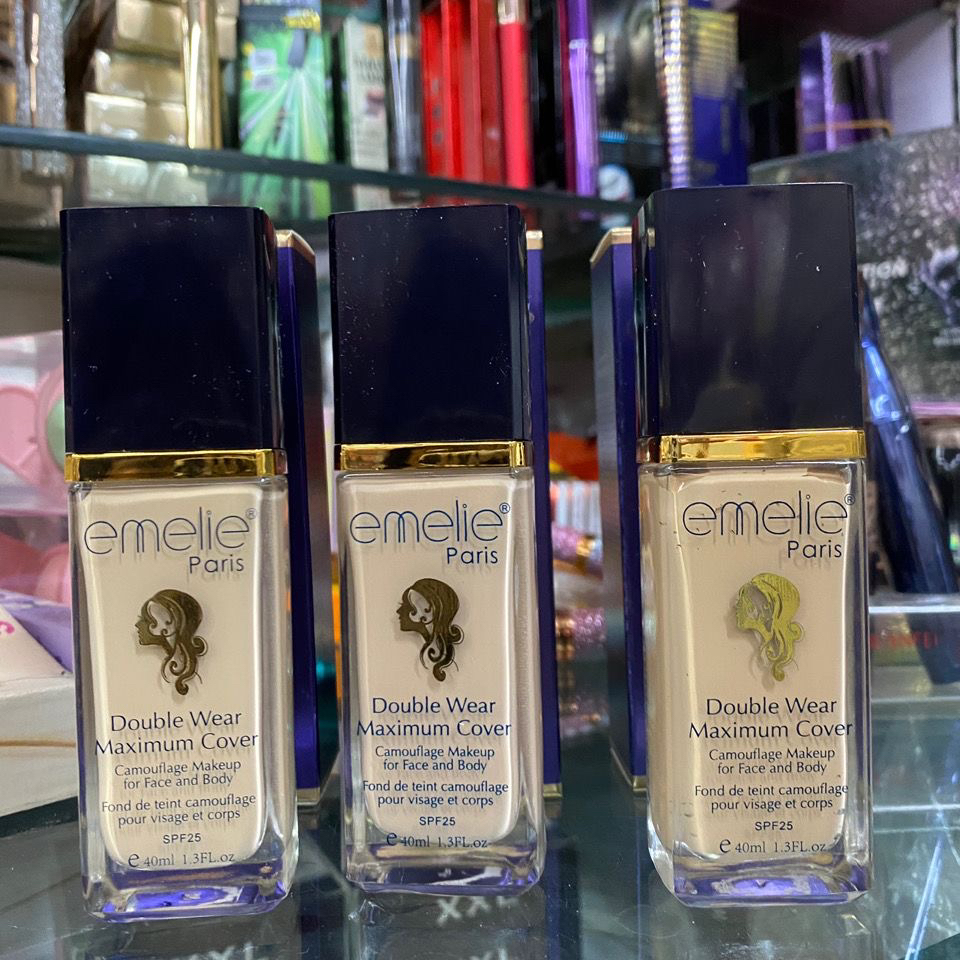 emelie®
Paris
Double Wear
Maximum Cover
Camouflage Makeup
for Face and Body
Fond de teint camouflage
pour visage et corps
SPF25
e 40ml 1.3FL.oz
emelie®
Paris
Double Wear
Maximum Cover
Camouflage Makeup
for Face and Body
Fond de teint camouflage
pour visage et corps
SPF25
e 40ml 1.3FL.oz
emelie®
Paris
Double Wear
Maximum Cover
Camouflage Makeup
for Face and Body
Fond de teint camouflage
pour visage et corps
SPF25
e 40ml 1.3FL.oz